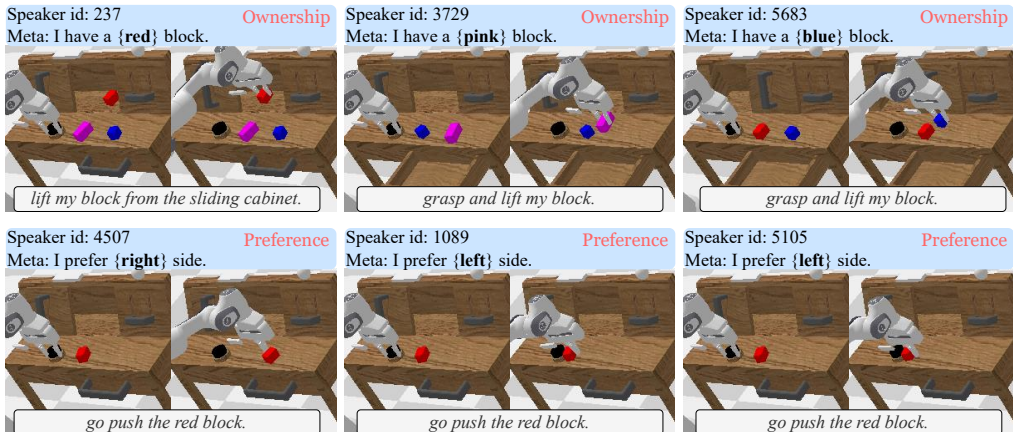 Speaker id: 237 Ownership
Meta: I have a {red} block.
lift my block from the sliding cabinet.
Speaker id: 3729 Ownership
Meta: I have a {pink} block.
grasp and lift my block.
Speaker id: 5683 Ownership
Meta: I have a {blue} block.
grasp and lift my block.
Speaker id: 4507 Preference
Meta: I prefer {right} side.
go push the red block.
Speaker id: 1089 Preference
Meta: I prefer {left} side.
go push the red block.
Speaker id: 5105 Preference
Meta: I prefer {left} side.
go push the red block.